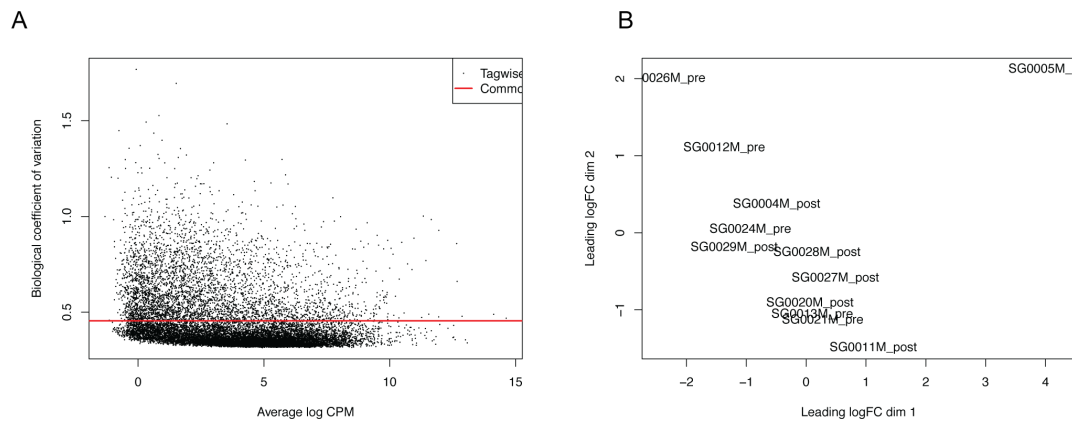 A
B
Tagwise
Commo
1.5
1.0
0.5
Biological coefficient of variation
0
5
10
15
Average log CPM
2
1
0
−1
Leading logFC dim 2
0026M_pre
SG0005M_
SG0012M_pre
SG0004M_post
SG0024M_pre
SG0029M_post
SG0028M_post
SG0027M_post
SG0020M_post
SG0013M_pre
SG0021M_pre
SG0011M_post
−2
−1
0
1
2
3
4
Leading logFC dim 1